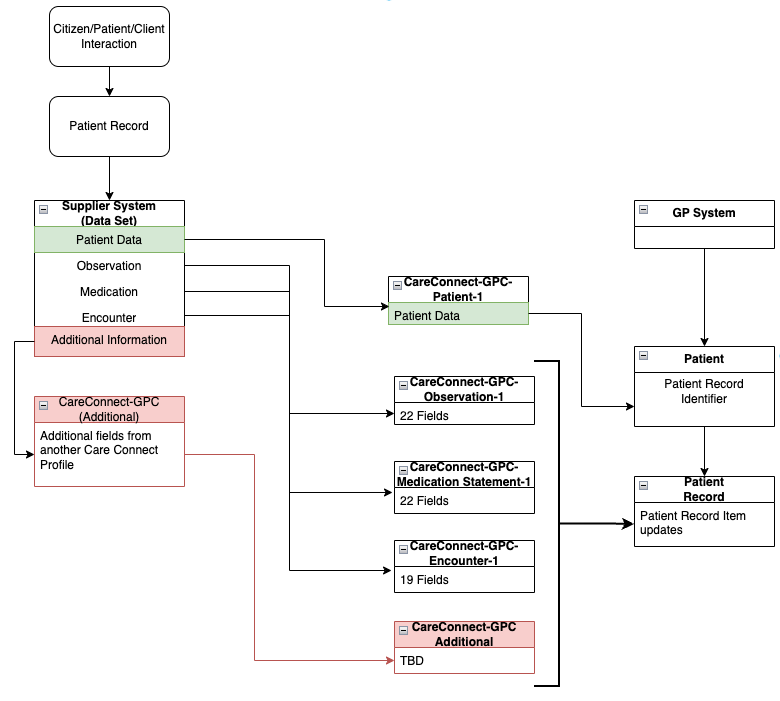 Citizen/Patient/Client
Interaction
Patient Record
Supplier System
(Data Set)
Patient Data
Observation
Medication
Encounter
Additional Information
CareConnect-GPC
(Additional)
Additional fields from
another Care Connect
Profile
CareConnect-GPC-
Patient-1
Patient Data
CareConnect-GPC-
Observation-1
22 Fields
CareConnect-GPC-
Medication Statement-1
22 Fields
CareConnect-GPC-
Encounter-1
19 Fields
CareConnect-GPC
Additional
TBD
GP System
Patient
Patient Record
Identifier
Patient
Record
Patient Record Item
updates